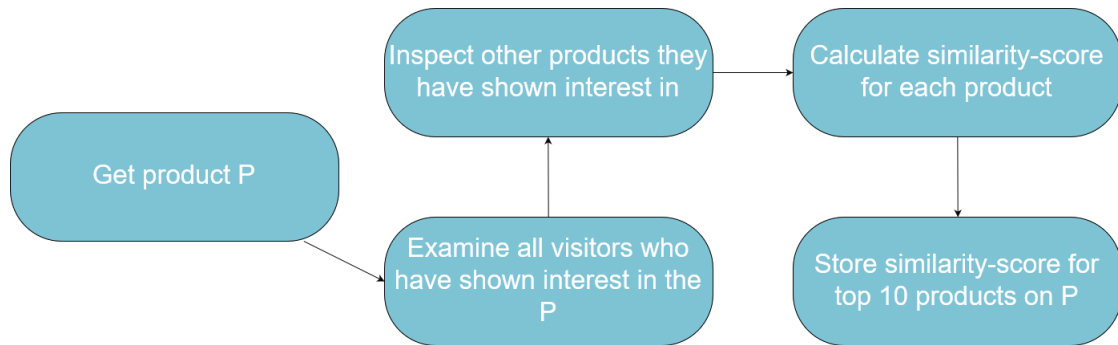 Get product P
Examine all visitors who
have shown interest in the
P
Inspect other products they
have shown interest in
Calculate similarity-score
for each product
Store similarity-score for
top 10 products on P